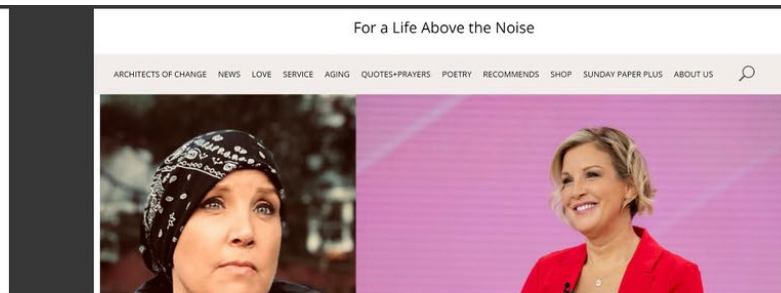 For a Life Above the Noise
ARCHITECTS OF CHANGE NEWS LOVE SERVICE AGING QUOTES+PRAYERS POETRY RECOMMENDS SHOP SUNDAY PAPER PLUS ABOUT US